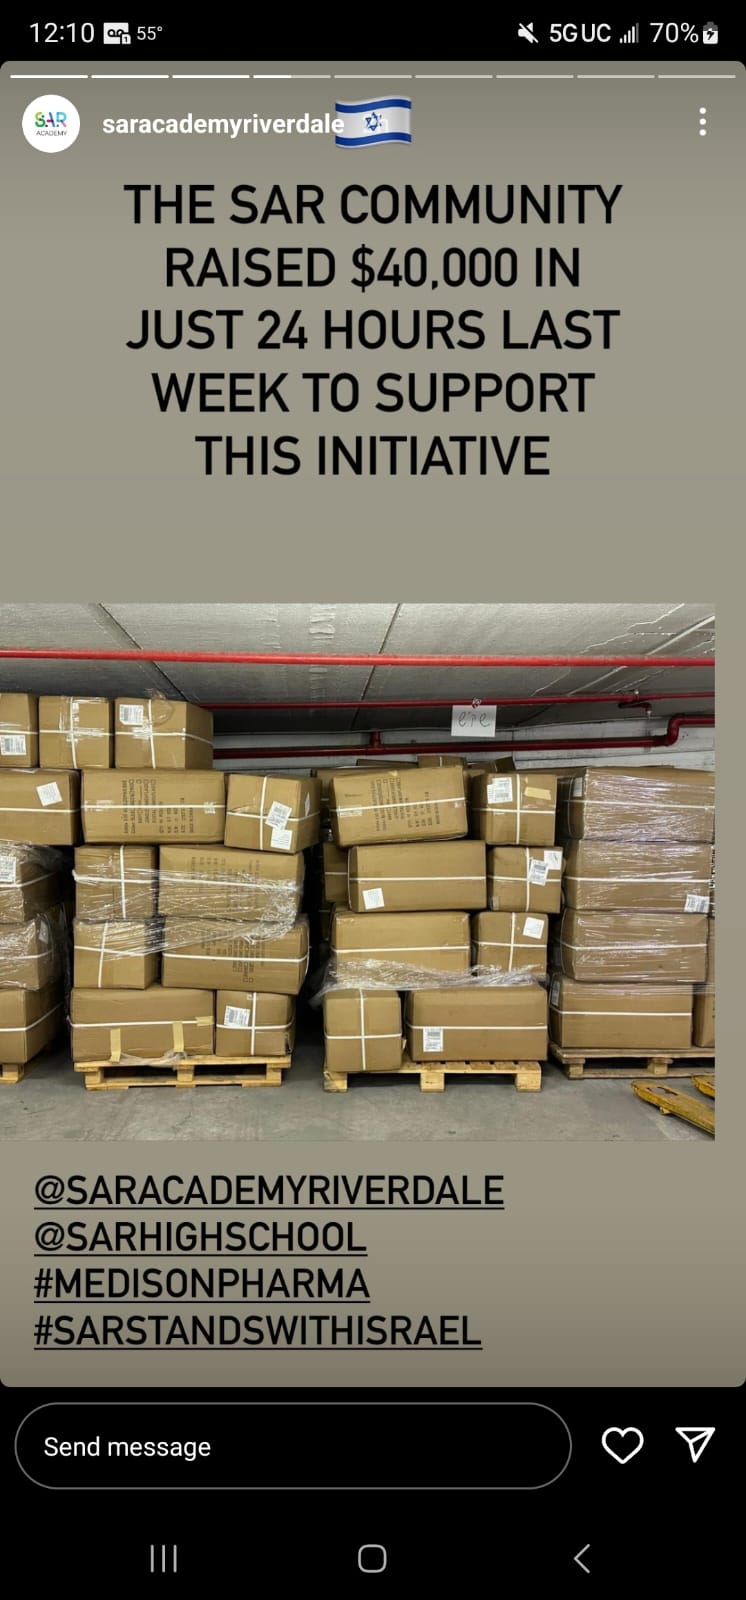 12:10
55°
5GUC
70%
SAR
ACADEMY
saracademyriverdale
THE SAR COMMUNITY
RAISED $40,000 IN
JUST 24 HOURS LAST
WEEK TO SUPPORT
THIS INITIATIVE
@SARACADEMYRIVERDALE
@SARHIGHSCHOOL
#MEDISONPHARMA
#SARSTANDSWITHISRAEL
Send message